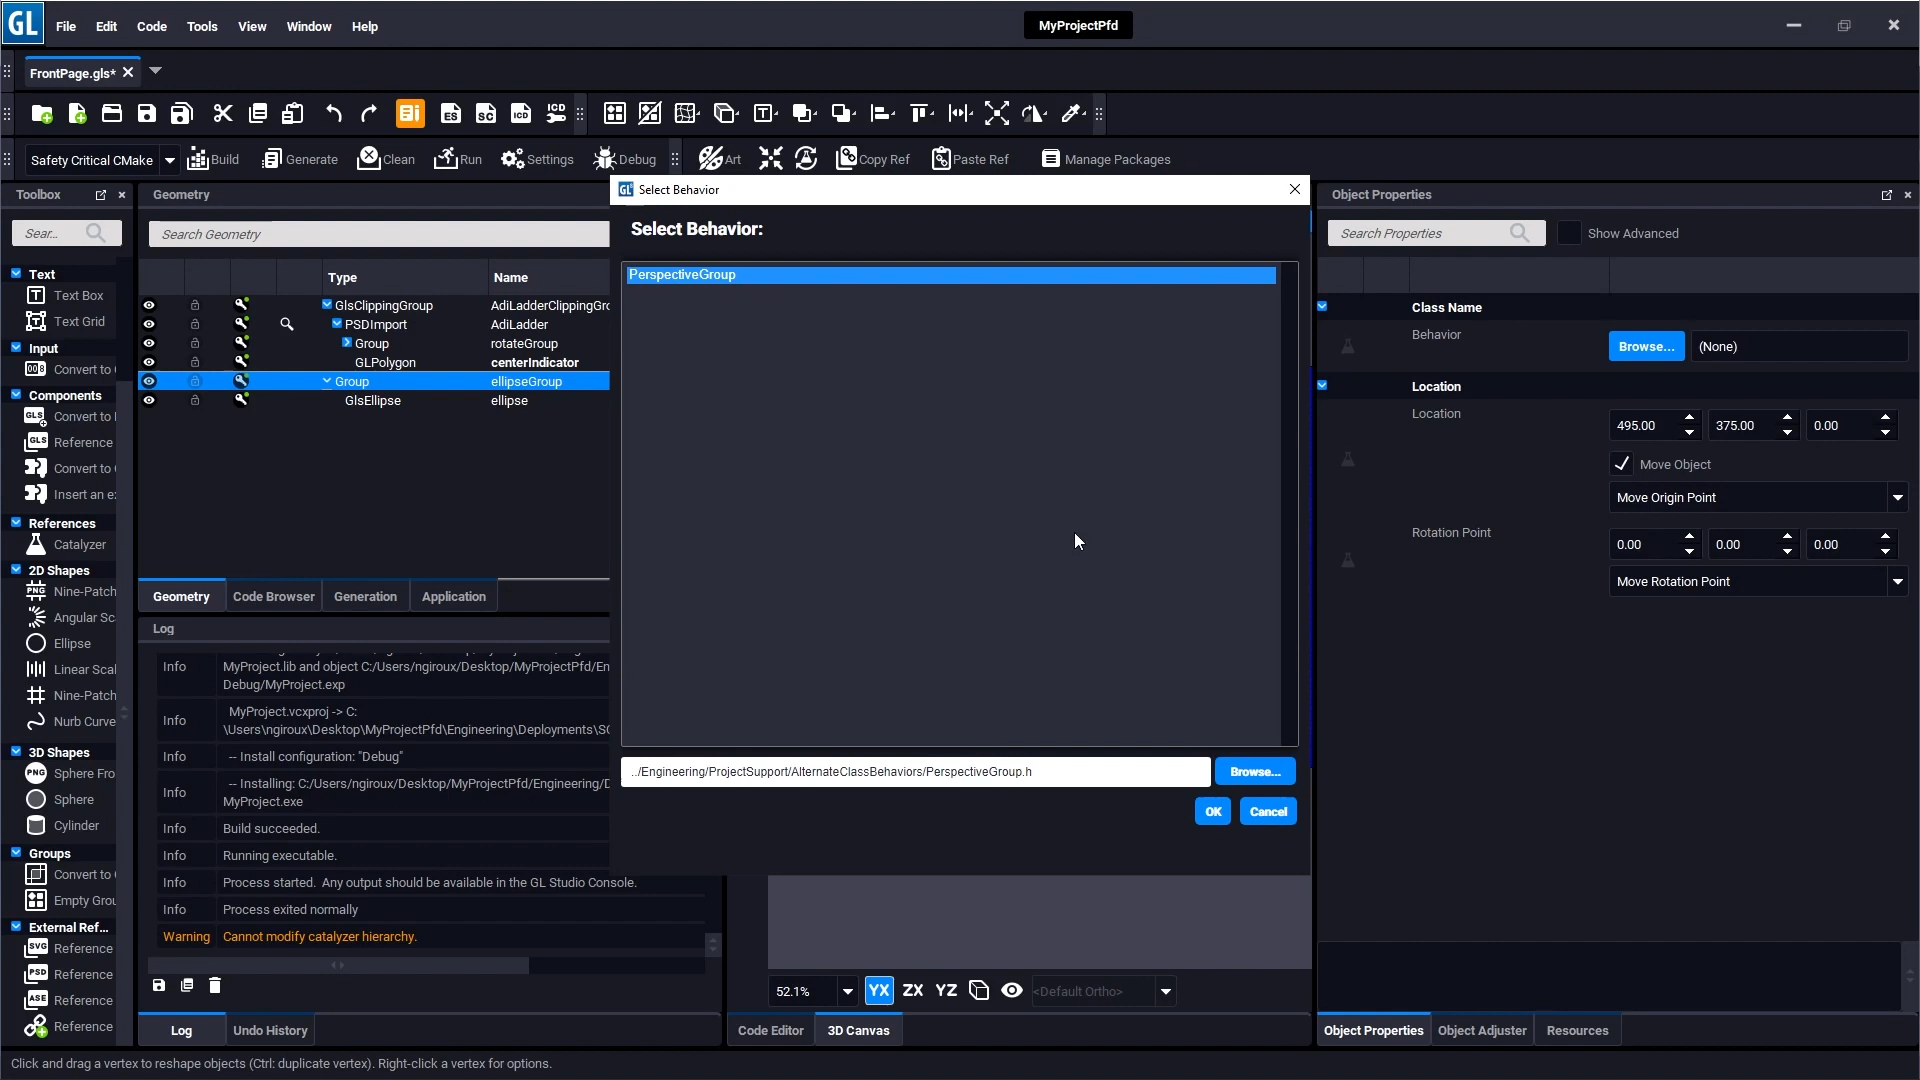 GL File Edit Code Tools View Window Help MyProjectPfd
FrontPage.gls*
ES SC ICD ICD
Safety Critical CMake Build Generate Clean Run Settings Debug Art Copy Ref Paste Ref Manage Packages
Toolbox
Sear...
Text
Text Box
Text Grid
Input
Convert to
Components
Convert to
Reference
Convert to
Insert an e
References
Catalyzer
2D Shapes
Nine-Patch
Angular Sc
Ellipse
Linear Scal
Nine-Patch
Nurb Curve
3D Shapes
Sphere Fro
Sphere
Cylinder
Groups
Convert to
Empty Grou
External Ref...
SVG Reference
PSD Reference
ASE Reference
Reference
Geometry
Search Geometry
Type Name
GlsClippingGroup AdiLadderClippingGro
PSDImport AdiLadder
Group rotateGroup
GLPolygon centerIndicator
Group ellipseGroup
GlsEllipse ellipse
Geometry Code Browser Generation Application
Log
Info MyProject.lib and object C:/Users/ngiroux/Desktop/MyProjectPfd/En
Debug/MyProject.exp
Info MyProject.vcxproj -> C:
\Users\ngiroux\Desktop\MyProjectPfd\Engineering\Deployments\SC
Info -- Install configuration: "Debug"
Info -- Installing: C:/Users/ngiroux/Desktop/MyProjectPfd/Engineering/D
MyProject.exe
Info Build succeeded.
Info Running executable.
Info Process started. Any output should be available in the GL Studio Console.
Info Process exited normally
Warning Cannot modify catalyzer hierarchy.
Log Undo History
GL Select Behavior
Select Behavior:
PerspectiveGroup
../Engineering/ProjectSupport/AlternateClassBehaviors/PerspectiveGroup.h Browse...
OK Cancel
52.1% YX ZX YZ <Default Ortho>
Code Editor 3D Canvas
Object Properties
Search Properties Show Advanced
Class Name
Behavior Browse... (None)
Location
Location 495.00 375.00 0.00
Move Object
Move Origin Point
Rotation Point 0.00 0.00 0.00
Move Rotation Point
Object Properties Object Adjuster Resources
Click and drag a vertex to reshape objects (Ctrl: duplicate vertex). Right-click a vertex for options.